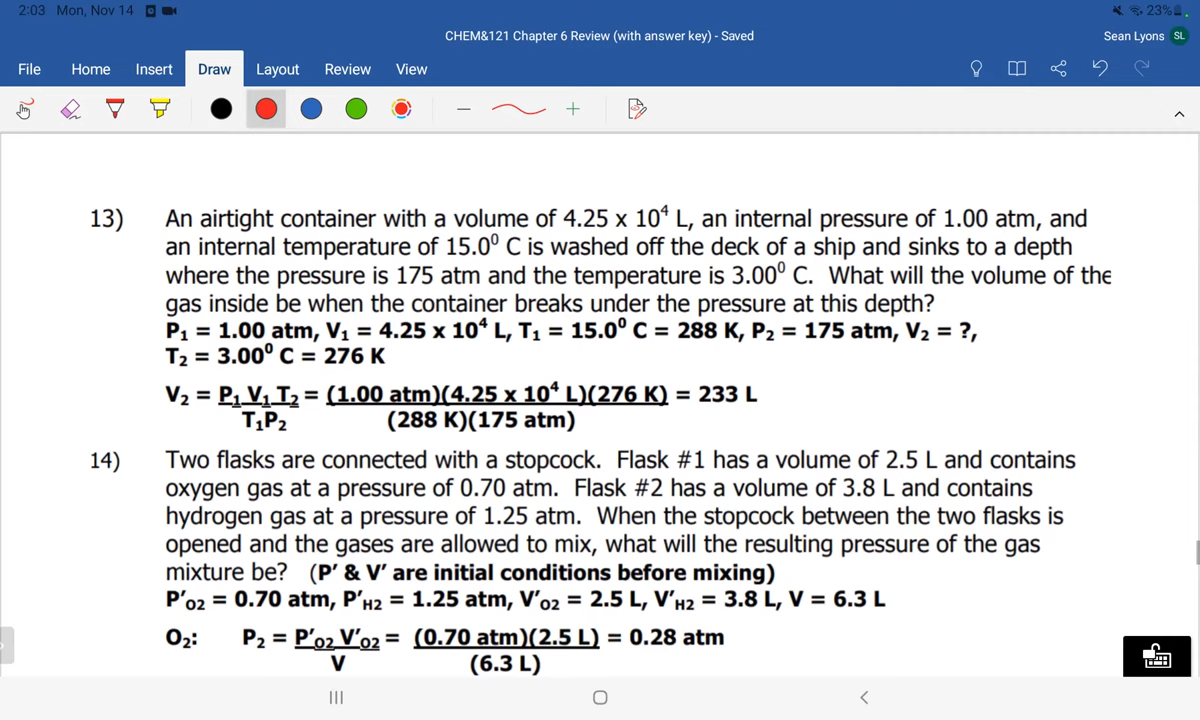 2:03 Mon, Nov 14
23%
CHEM&121 Chapter 6 Review (with answer key) - Saved
Sean Lyons SL
File Home Insert Draw Layout Review View
13) An airtight container with a volume of 4.25 x 10⁴ L, an internal pressure of 1.00 atm, and
an internal temperature of 15.0⁰ C is washed off the deck of a ship and sinks to a depth
where the pressure is 175 atm and the temperature is 3.00⁰ C. What will the volume of the
gas inside be when the container breaks under the pressure at this depth?
P₁ = 1.00 atm, V₁ = 4.25 x 10⁴ L, T₁ = 15.0⁰ C = 288 K, P₂ = 175 atm, V₂ = ?,
T₂ = 3.00⁰ C = 276 K
V₂ = P₁ V₁ T₂ = (1.00 atm)(4.25 x 10⁴ L)(276 K) = 233 L
T₁P₂ (288 K)(175 atm)
14) Two flasks are connected with a stopcock. Flask #1 has a volume of 2.5 L and contains
oxygen gas at a pressure of 0.70 atm. Flask #2 has a volume of 3.8 L and contains
hydrogen gas at a pressure of 1.25 atm. When the stopcock between the two flasks is
opened and the gases are allowed to mix, what will the resulting pressure of the gas
mixture be? (P’ & V’ are initial conditions before mixing)
P’O2 = 0.70 atm, P’H2 = 1.25 atm, V’O2 = 2.5 L, V’H2 = 3.8 L, V = 6.3 L
O₂: P₂ = P’O2 V’O2 = (0.70 atm)(2.5 L) = 0.28 atm
V (6.3 L)